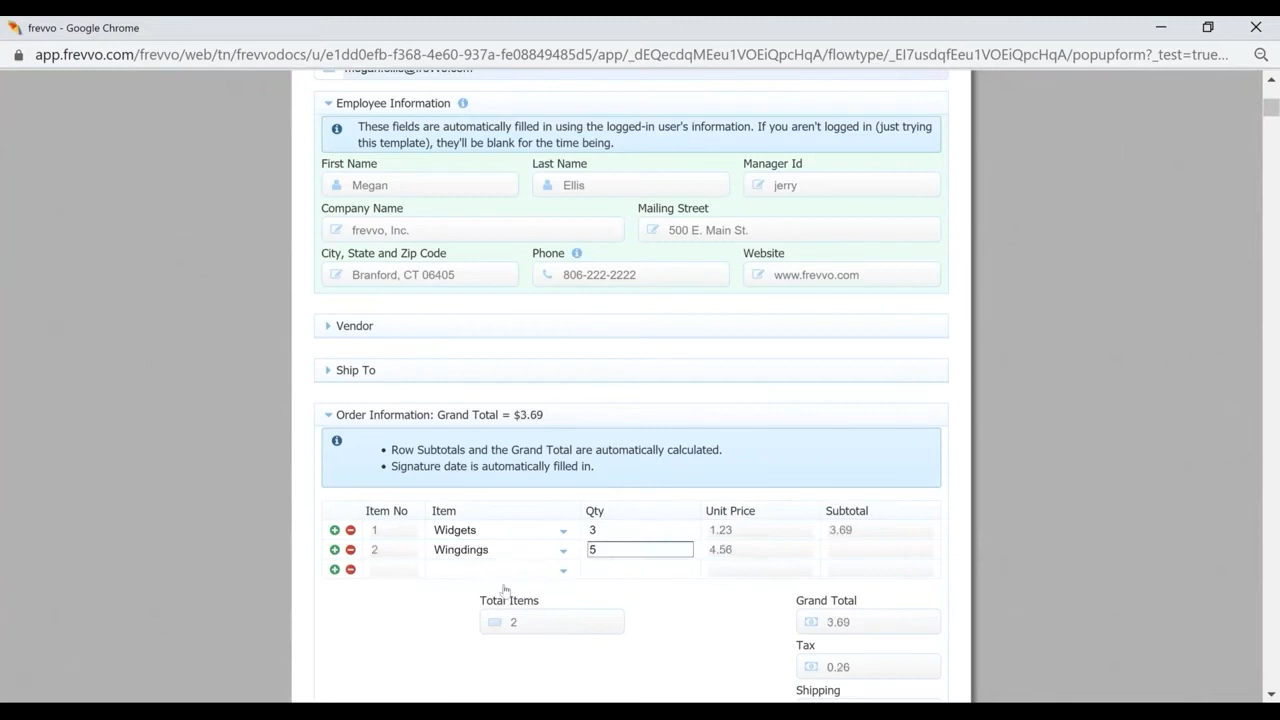 frevvo - Google Chrome
app.frevvo.com/frevvo/web/tn/frevvodocs/u/e1dd0efb-f368-4e60-937a-fe08849485d5/app/_dEQecdqMEeu1VOEiQpcHqA/flowtype/_EI7usdqfEeu1VOEiQpcHqA/popupform?_test=true...
megan.ellis@frevvo.com
Employee Information
These fields are automatically filled in using the logged-in user's information. If you aren't logged in (just trying
this template), they'll be blank for the time being.
First Name Last Name Manager Id
Megan Ellis jerry
Company Name Mailing Street
frevvo, Inc. 500 E. Main St.
City, State and Zip Code Phone Website
Branford, CT 06405 806-222-2222 www.frevvo.com
Vendor
Ship To
Order Information: Grand Total = $3.69
• Row Subtotals and the Grand Total are automatically calculated.
• Signature date is automatically filled in.
Item No Item Qty Unit Price Subtotal
1 Widgets 3 1.23 3.69
2 Wingdings 5 4.56
Total Items Grand Total
2 3.69
Tax
0.26
Shipping